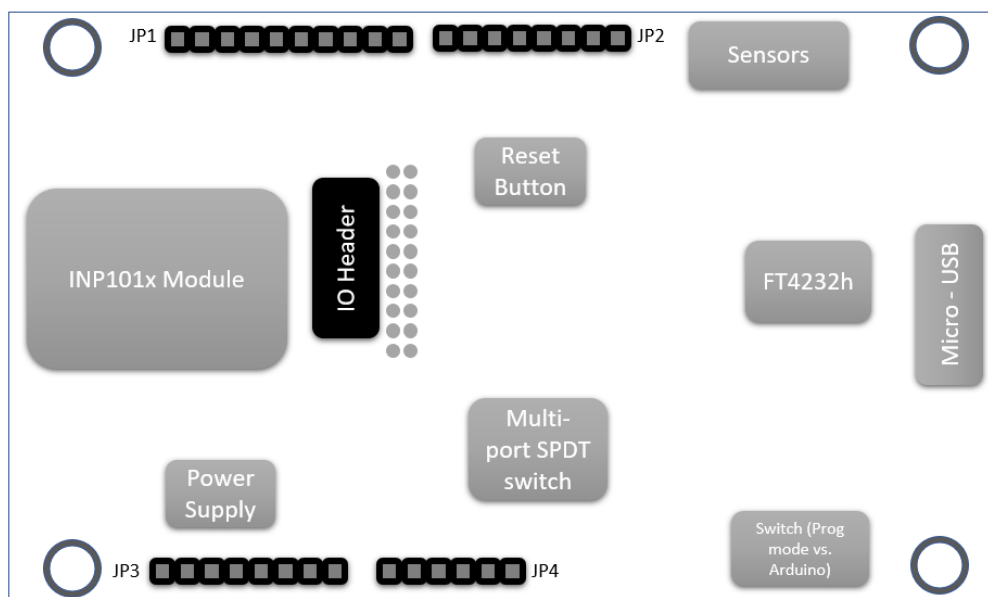 JP1
JP2
Sensors
Reset
Button
INP101x Module
IO Header
FT4232h
Micro - USB
Multi-
port SPDT
switch
Power
Supply
Switch (Prog
mode vs.
Arduino)
JP3
JP4